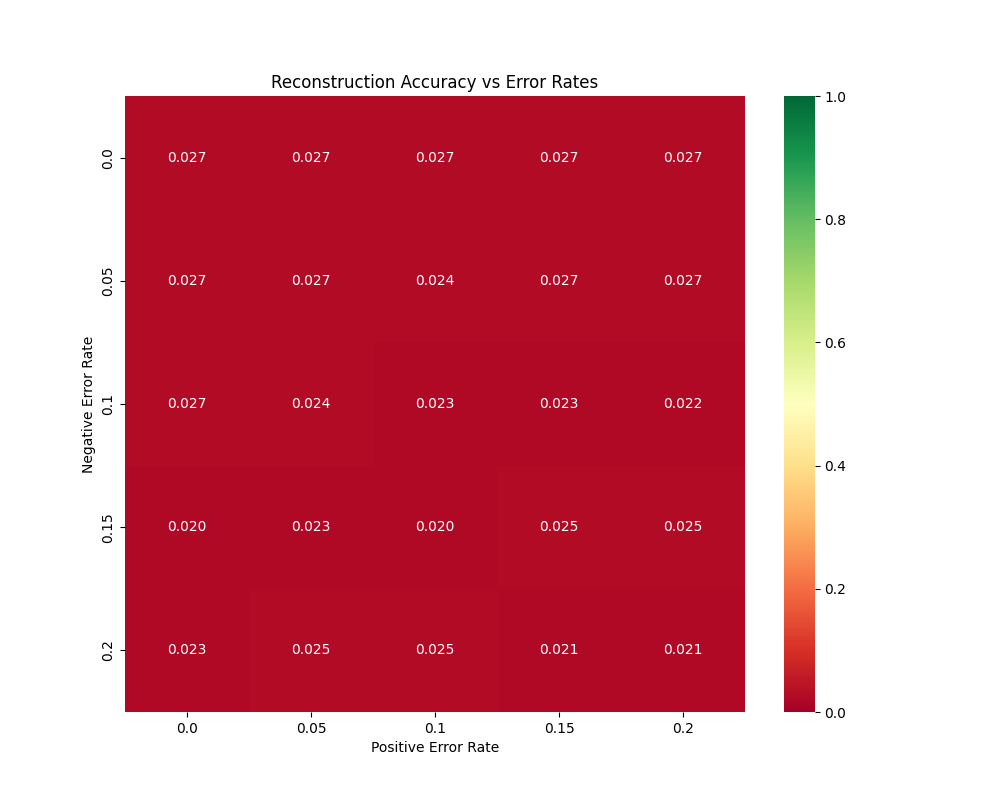 Reconstruction Accuracy vs Error Rates
1.0
0.0 0.027 0.027 0.027 0.027 0.027
0.8
0.05 0.027 0.027 0.024 0.027 0.027
0.6
Negative Error Rate
0.1 0.027 0.024 0.023 0.023 0.022
0.4
0.15 0.020 0.023 0.020 0.025 0.025
0.2
0.2 0.023 0.025 0.025 0.021 0.021
0.0
0.0 0.05 0.1 0.15 0.2
Positive Error Rate